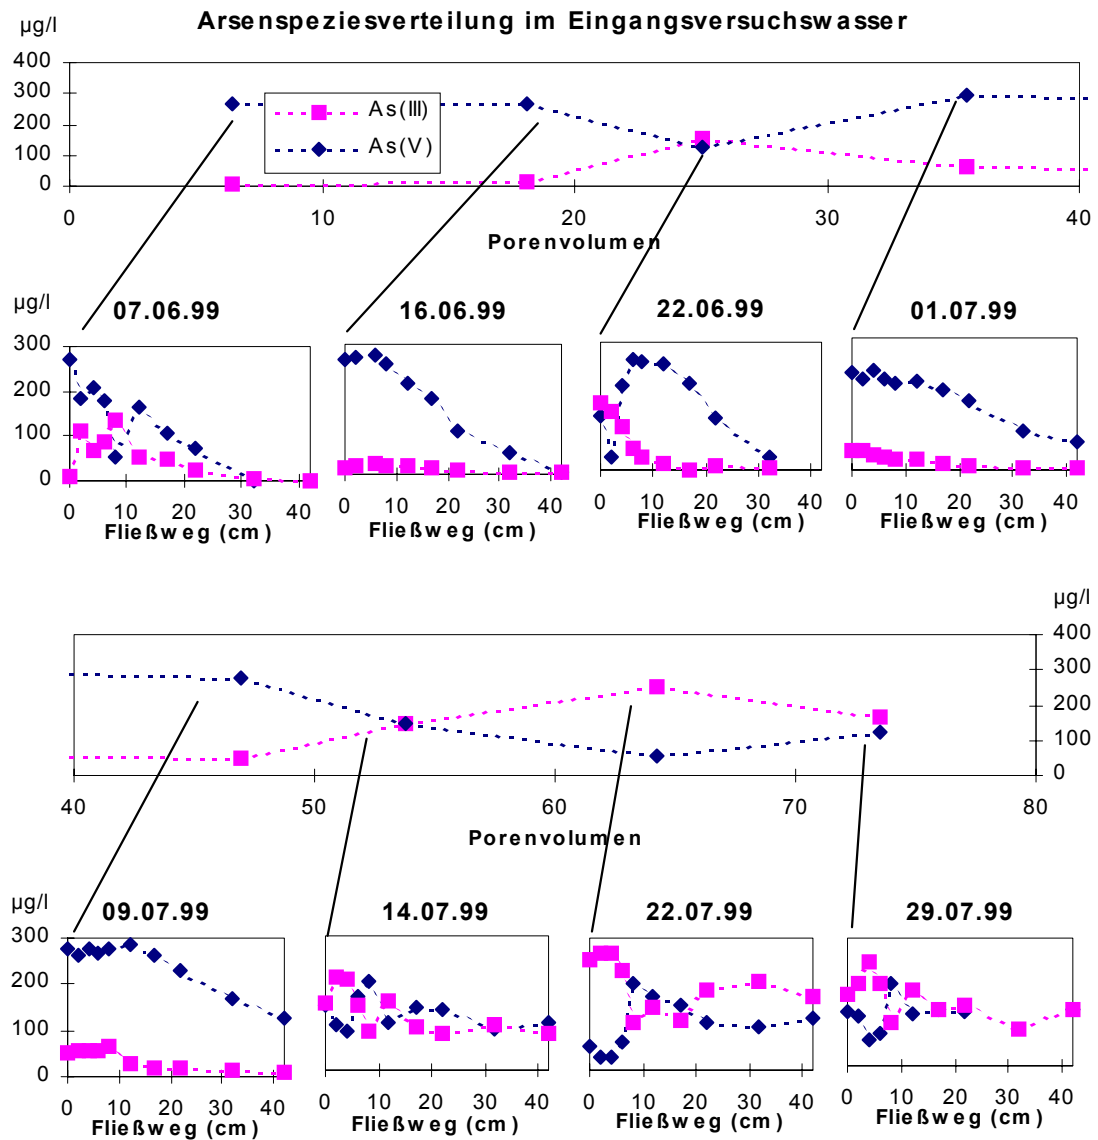 Arsenspeziesverteilung im Eingangsversuchswasser
µg/l
400
300
200
100
0
As(III)
As(V)
0 10 20 30 40
Porenvolumen
µg/l
07.06.99 16.06.99 22.06.99 01.07.99
300
200
100
0
0 10 20 30 40 0 10 20 30 40 0 10 20 30 40 0 10 20 30 40
Fließweg (cm) Fließweg (cm) Fließweg (cm) Fließweg (cm)
µg/l
400
300
200
100
0
40 50 60 70 80
Porenvolumen
µg/l
09.07.99 14.07.99 22.07.99 29.07.99
300
200
100
0
0 10 20 30 40 0 10 20 30 40 0 10 20 30 40 0 10 20 30 40
Fließweg (cm) Fließweg (cm) Fließweg (cm) Fließweg (cm)